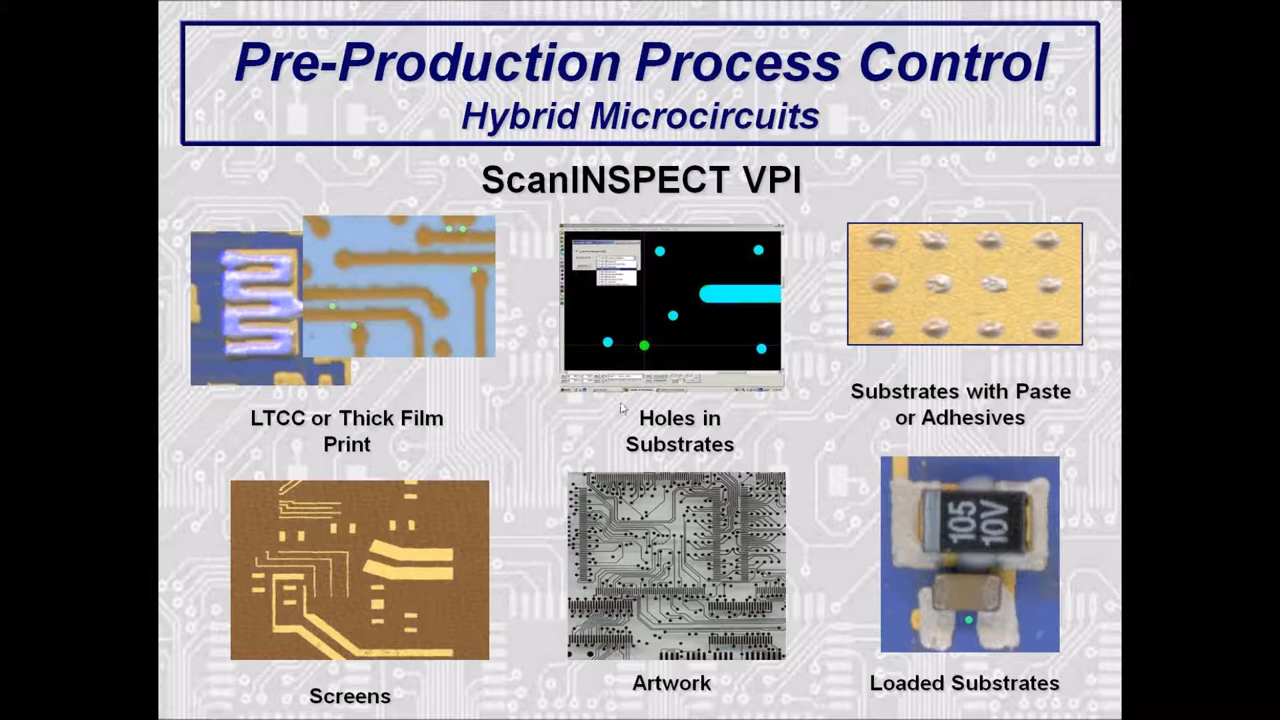 Pre-Production Process Control
Hybrid Microcircuits
ScanINSPECT VPI
LTCC or Thick Film
Print
Holes in
Substrates
Substrates with Paste
or Adhesives
105
10V
Screens
Artwork
Loaded Substrates